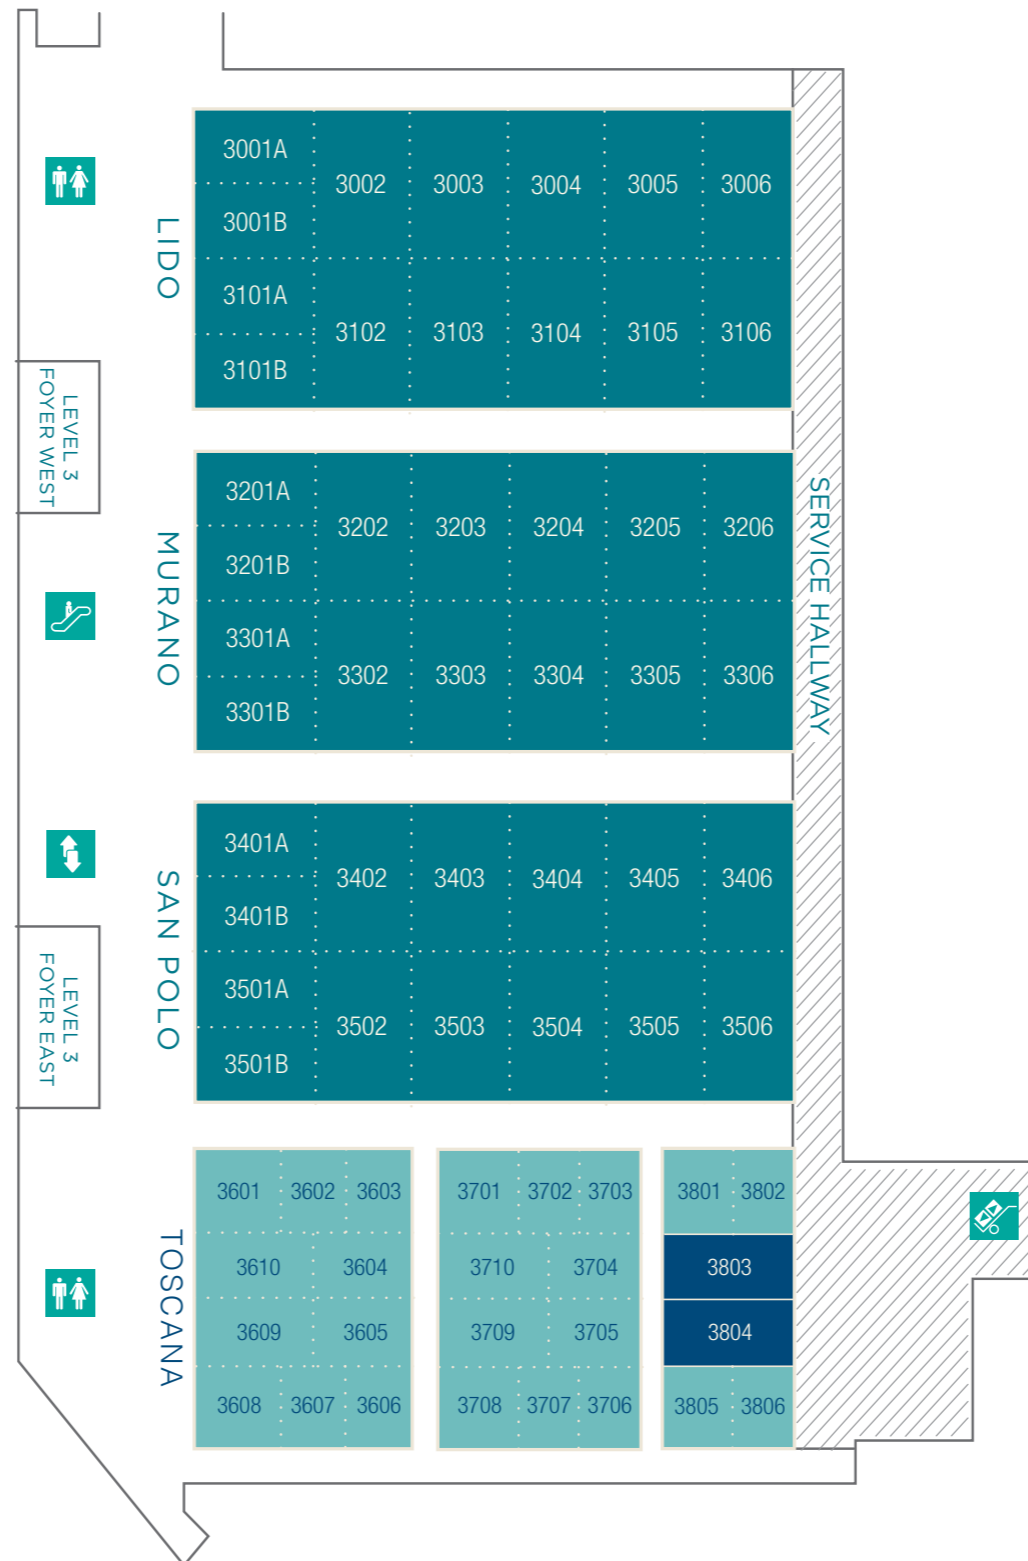 LIDO
3001A
3001B
3002
3003
3004
3005
3006
3101A
3101B
3102
3103
3104
3105
3106
LEVEL 3
FOYER WEST
MURANO
3201A
3201B
3202
3203
3204
3205
3206
3301A
3301B
3302
3303
3304
3305
3306
SERVICE HALLWAY
SAN POLO
3401A
3401B
3402
3403
3404
3405
3406
3501A
3501B
3502
3503
3504
3505
3506
LEVEL 3
FOYER EAST
TOSCANA
3601 3602 3603
3610 3604
3609 3605
3608 3607 3606
3701 3702 3703
3710 3704
3709 3705
3708 3707 3706
3801 3802
3803
3804
3805 3806